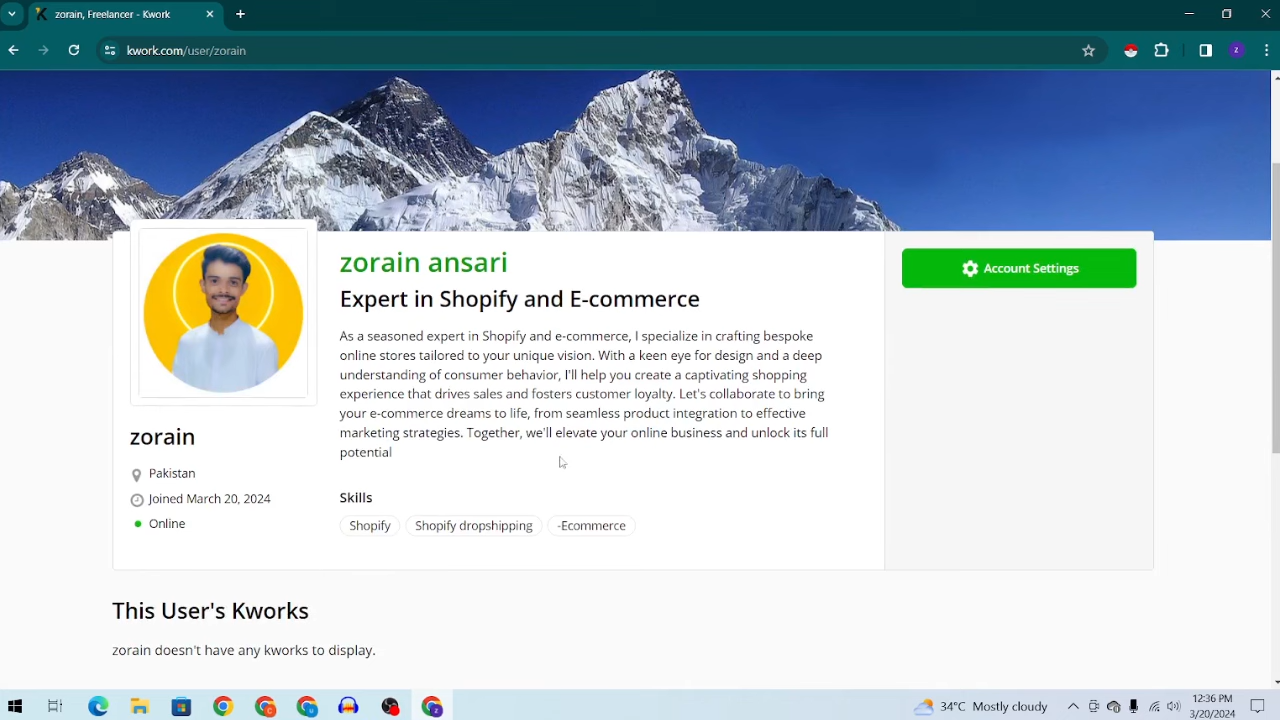 zorain, Freelancer - Kwork
kwork.com/user/zorain
Z
zorain ansari
Account Settings
Expert in Shopify and E-commerce
As a seasoned expert in Shopify and e-commerce, I specialize in crafting bespoke
online stores tailored to your unique vision. With a keen eye for design and a deep
understanding of consumer behavior, I'll help you create a captivating shopping
experience that drives sales and fosters customer loyalty. Let's collaborate to bring
your e-commerce dreams to life, from seamless product integration to effective
marketing strategies. Together, we'll elevate your online business and unlock its full
potential
zorain
Pakistan
Joined March 20, 2024
Online
Skills
Shopify
Shopify dropshipping
-Ecommerce
This User's Kworks
zorain doesn't have any kworks to display.
34°C Mostly cloudy
12:36 PM
3/20/2024